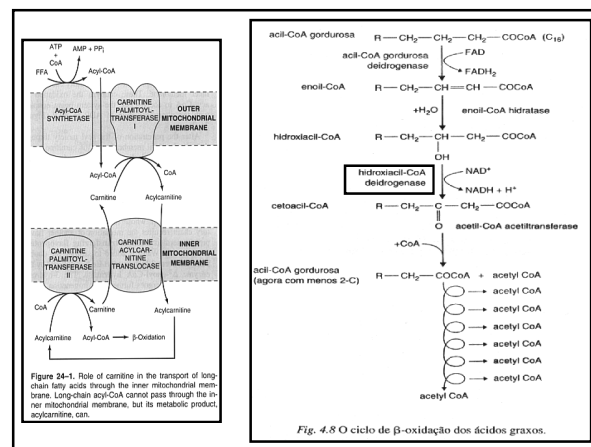 ATP
+
CoA
AMP + PPi
FFA
Acyl-CoA
Acyl-CoA
SYNTHETASE
CARNITINE
PALMITOYL-
TRANSFERASE
I
OUTER
MITOCHONDRIAL
MEMBRANE
Acyl-CoA
CoA
Carnitine
Acylcarnitine
CARNITINE
PALMITOYL-
TRANSFERASE
II
CARNITINE
ACYLCAR-
NITINE
TRANSLOCASE
INNER
MITOCHONDRIAL
MEMBRANE
CoA
Carnitine
Acylcarnitine
Acylcarnitine
Acyl-CoA
β-Oxidation
Figure 24–1. Role of carnitine in the transport of long-
chain fatty acids through the inner mitochondrial mem-
brane. Long-chain acyl-CoA cannot pass through the in-
ner mitochondrial membrane, but its metabolic product,
acylcarnitine, can.
acil-CoA gordurosa R—CH₂—CH₂—CH₂—COCoA (C₁₆)
acil-CoA gordurosa
deidrogenase
FAD
FADH₂
enoil-CoA R—CH₂—CH=CH—COCoA
+H₂O enoil-CoA hidratase
hidroxiacil-CoA R—CH₂—CH—CH₂—COCoA
OH
hidroxiacil-CoA
deidrogenase
NAD⁺
NADH + H⁺
cetoacil-CoA R—CH₂—C—CH₂—COCoA
O acetil-CoA acetiltransferase
+CoA
acil-CoA gordurosa R—CH₂—COCoA + acetyl CoA
(agora com menos 2-C)
acetyl CoA
acetyl CoA
acetyl CoA
acetyl CoA
acetyl CoA
acetyl CoA
acetyl CoA
Fig. 4.8 O ciclo de β-oxidação dos ácidos graxos.